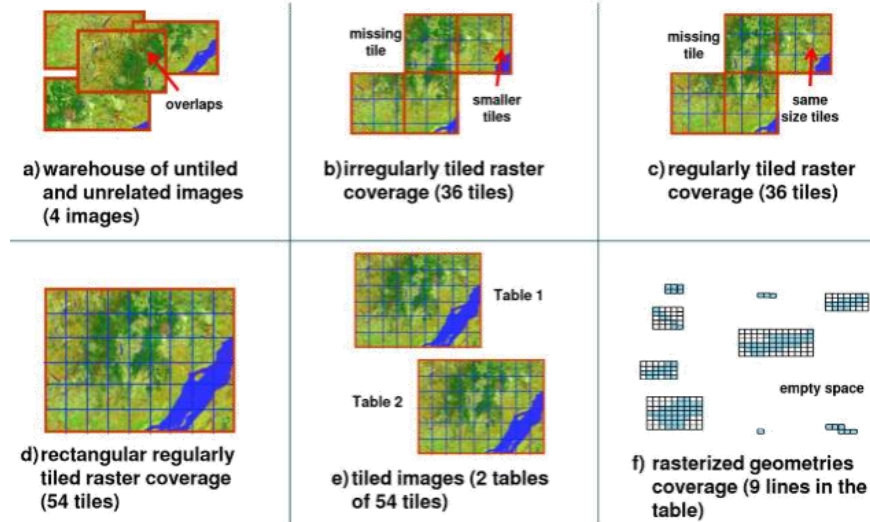 overlaps
a) warehouse of untiled
and unrelated images
(4 images)
missing
tile
smaller
tiles
b) irregularly tiled raster
coverage (36 tiles)
missing
tile
same
size tiles
c) regularly tiled raster
coverage (36 tiles)
d) rectangular regularly
tiled raster coverage
(54 tiles)
Table 1
Table 2
e) tiled images (2 tables
of 54 tiles)
empty space
f) rasterized geometries
coverage (9 lines in the
table)